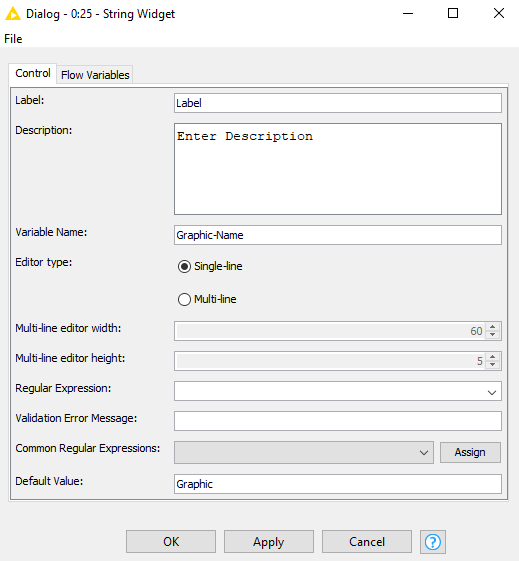 Dialog - 0:25 - String Widget
File
Control Flow Variables
Label: Label
Description: Enter Description
Variable Name: Graphic-Name
Editor type: Single-line
Multi-line
Multi-line editor width: 60
Multi-line editor height: 5
Regular Expression:
Validation Error Message:
Common Regular Expressions: Assign
Default Value: Graphic
OK Apply Cancel ?